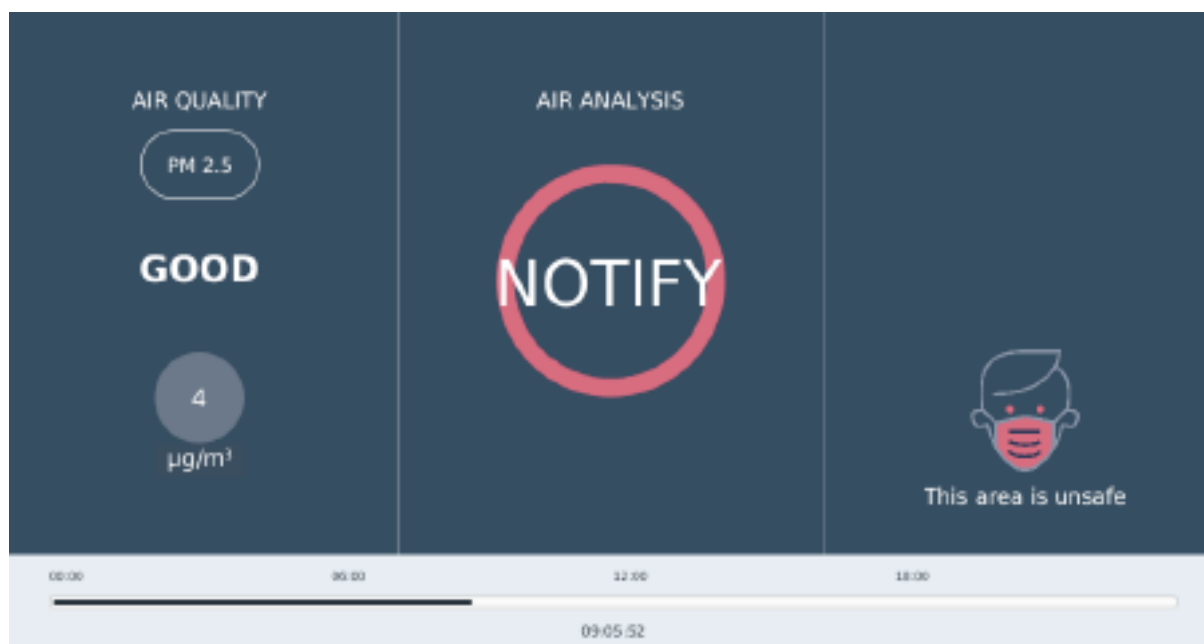 AIR QUALITY
PM 2.5
GOOD
4
µg/m³
AIR ANALYSIS
NOTIFY
This area is unsafe
00:00 06:00 12:00 18:00
09:05:52